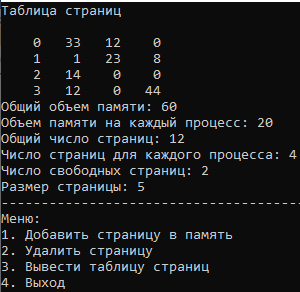 Таблица страниц
0 33 12 0
1 1 23 8
2 14 0 0
3 12 0 44
Общий объем памяти: 60
Объем памяти на каждый процесс: 20
Общий число страниц: 12
Число страниц для каждого процесса: 4
Число свободных страниц: 2
Размер страницы: 5
--------------------------------------
Меню:
1. Добавить страницу в память
2. Удалить страницу
3. Вывести таблицу страниц
4. Выход